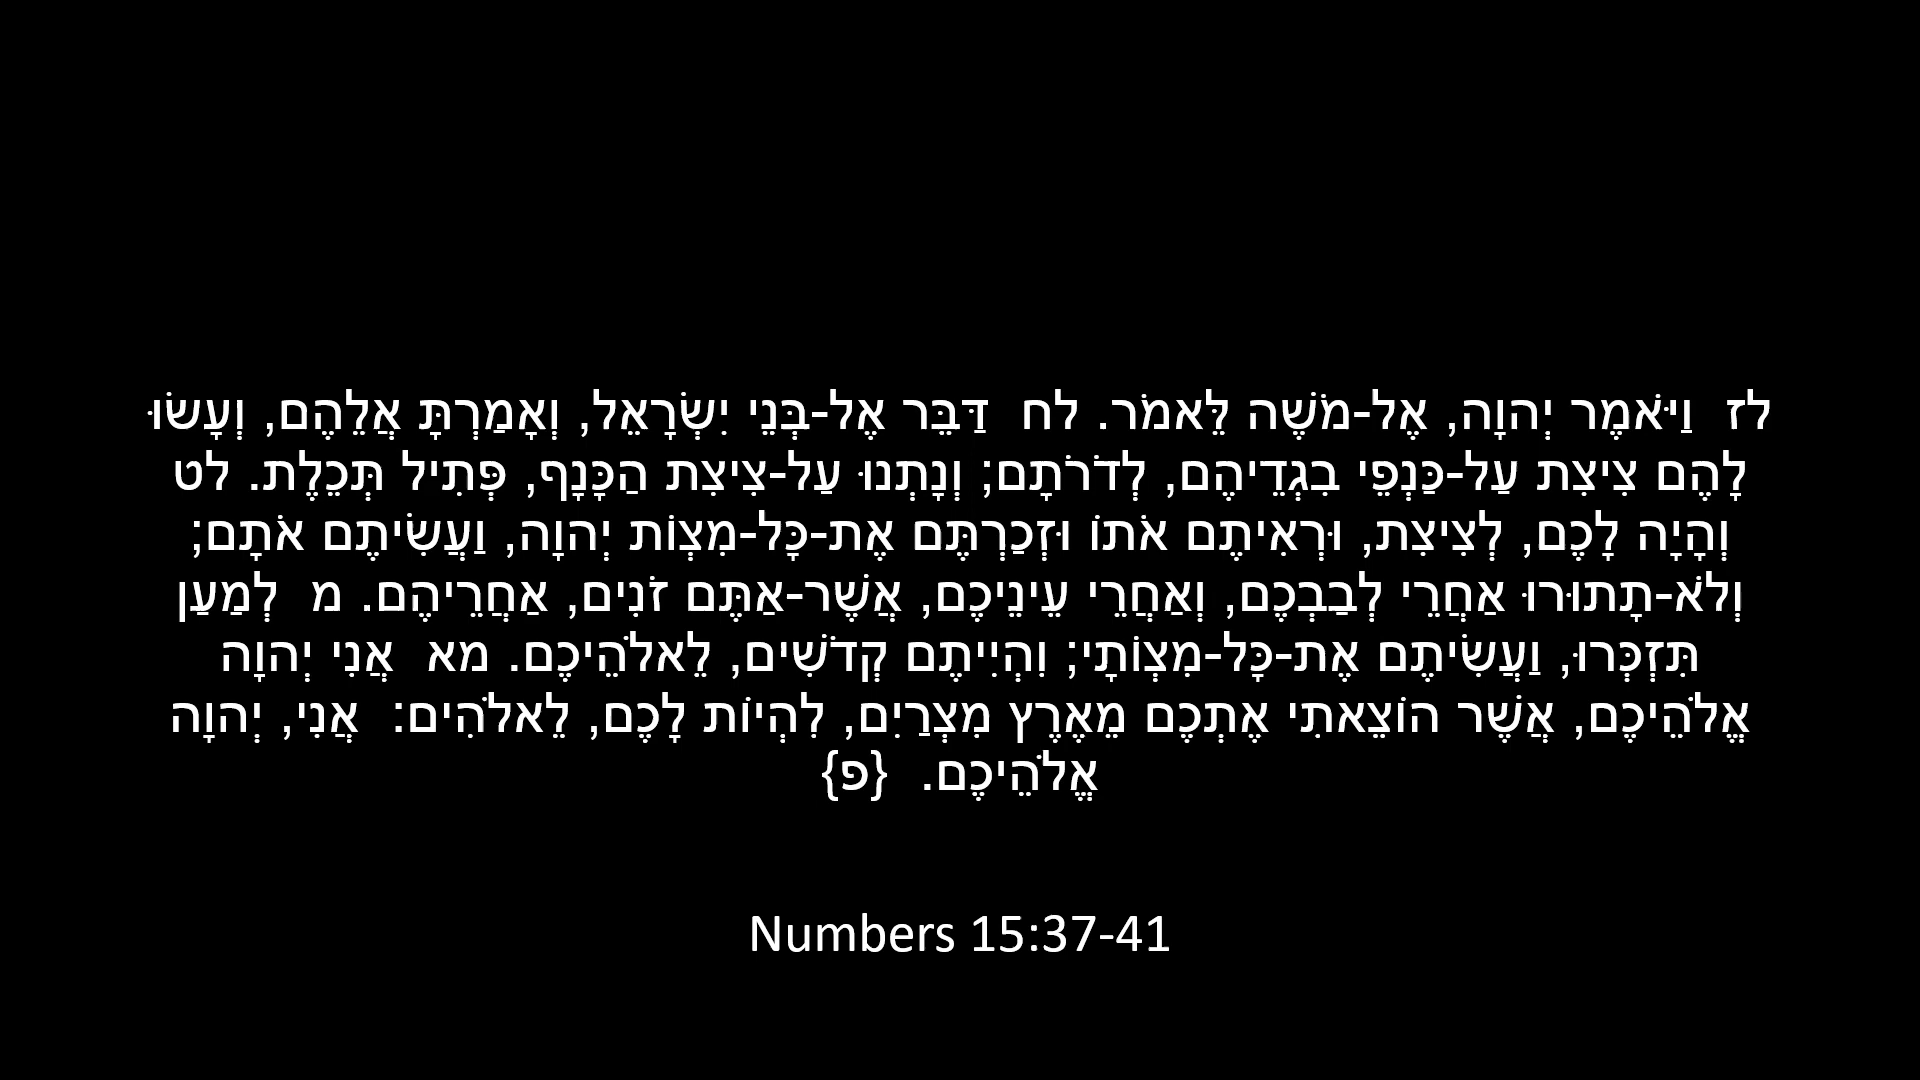 לז  וַיֹּאמֶר יְהוָה, אֶל-מֹשֶׁה לֵּאמֹר. לח  דַּבֵּר אֶל-בְּנֵי יִשְׂרָאֵל, וְאָמַרְתָּ אֲלֵהֶם, וְעָשׂוּ
לָהֶם צִיצִת עַל-כַּנְפֵי בִגְדֵיהֶם, לְדֹרֹתָם; וְנָתְנוּ עַל-צִיצִת הַכָּנָף, פְּתִיל תְּכֵלֶת. לט
וְהָיָה לָכֶם, לְצִיצִת, וּרְאִיתֶם אֹתוֹ וּזְכַרְתֶּם אֶת-כָּל-מִצְוֺת יְהוָה, וַעֲשִׂיתֶם אֹתָם;
וְלֹא-תָתוּרוּ אַחֲרֵי לְבַבְכֶם, וְאַחֲרֵי עֵינֵיכֶם, אֲשֶׁר-אַתֶּם זֹנִים, אַחֲרֵיהֶם. מ  לְמַעַן
תִּזְכְּרוּ, וַעֲשִׂיתֶם אֶת-כָּל-מִצְוֺתָי; וִהְיִיתֶם קְדֹשִׁים, לֵאלֹהֵיכֶם. מא  אֲנִי יְהוָה
אֱלֹהֵיכֶם, אֲשֶׁר הוֹצֵאתִי אֶתְכֶם מֵאֶרֶץ מִצְרַיִם, לִהְיוֹת לָכֶם, לֵאלֹהִים:  אֲנִי, יְהוָה
אֱלֹהֵיכֶם.  {פ}
Numbers 15:37-41